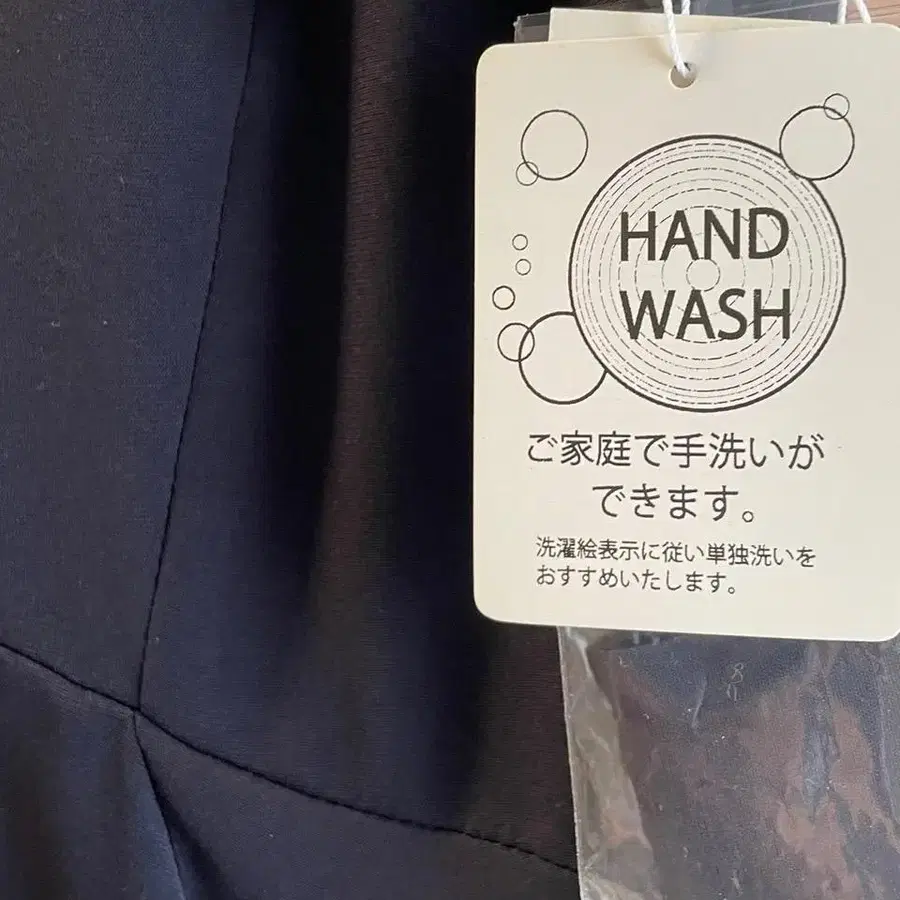 HAND
WASH
ご家庭で手洗いが
できます。
洗濯絵表示に従い単独洗いを
おすすめいたします。